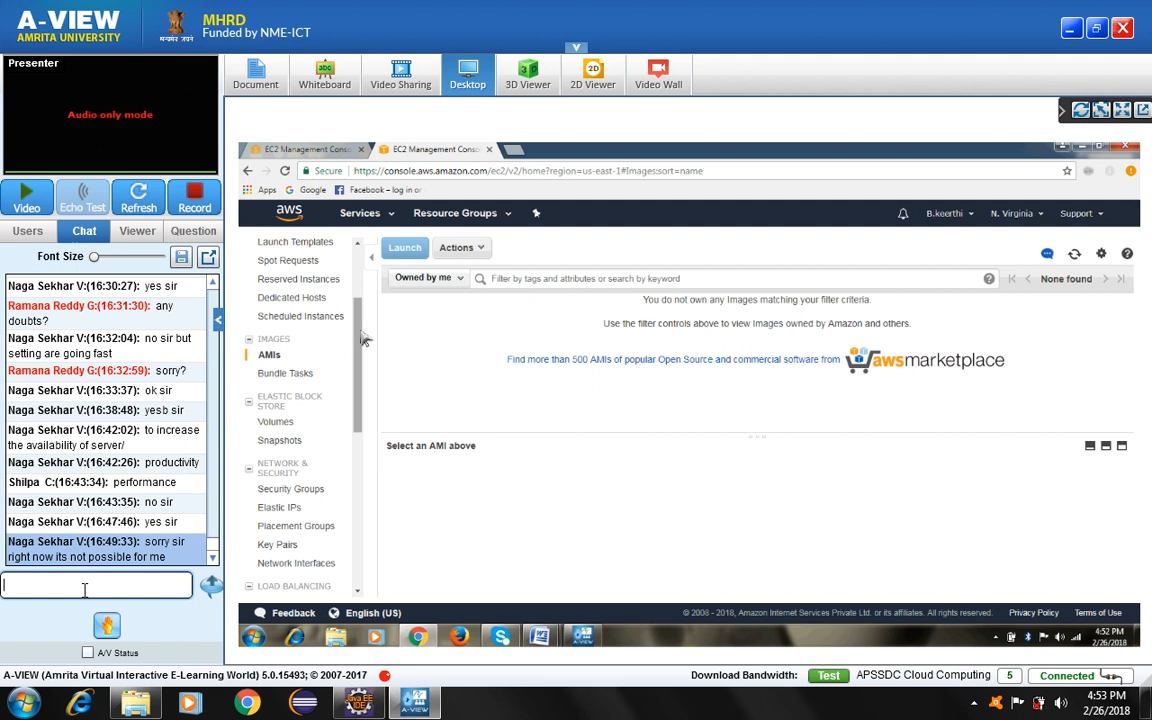 A-VIEW
AMRITA UNIVERSITY
MHRD
Funded by NME-ICT
Presenter
Audio only mode
Document
Whiteboard
Video Sharing
Desktop
3D Viewer
2D Viewer
Video Wall
Video
Echo Test
Refresh
Record
Users
Chat
Viewer
Question
Font Size
Naga Sekhar V:(16:30:27): yes sir
Ramana Reddy G:(16:31:30): any
doubts?
Naga Sekhar V:(16:32:04): no sir but
setting are going fast
Ramana Reddy G:(16:32:59): sorry?
Naga Sekhar V:(16:33:37): ok sir
Naga Sekhar V:(16:38:48): yesb sir
Naga Sekhar V:(16:42:02): to increase
the availability of server/
Naga Sekhar V:(16:42:26): productivity
Shilpa C:(16:43:34): performance
Naga Sekhar V:(16:43:35): no sir
Naga Sekhar V:(16:47:46): yes sir
Naga Sekhar V:(16:49:33): sorry sir
right now its not possible for me
A/V Status
EC2 Management Conso
EC2 Management Conso
Secure
https://console.aws.amazon.com/ec2/v2/home?region=us-east-1#Images:sort=name
Apps
Google
Facebook – log in or
aws
Services
Resource Groups
B.keerthi
N. Virginia
Support
Launch Templates
Spot Requests
Reserved Instances
Dedicated Hosts
Scheduled Instances
IMAGES
AMIs
Bundle Tasks
ELASTIC BLOCK
STORE
Volumes
Snapshots
NETWORK &
SECURITY
Security Groups
Elastic IPs
Placement Groups
Key Pairs
Network Interfaces
LOAD BALANCING
Launch
Actions
Owned by me
Filter by tags and attributes or search by keyword
None found
You do not own any Images matching your filter criteria.
Use the filter controls above to view Images owned by Amazon and others.
Find more than 500 AMIs of popular Open Source and commercial software from
awsmarketplace
Select an AMI above
Feedback
English (US)
© 2008 - 2018, Amazon Internet Services Private Ltd. or its affiliates. All rights reserved.
Privacy Policy
Terms of Use
4:52 PM
2/26/2018
A-VIEW (Amrita Virtual Interactive E-Learning World) 5.0.15493; © 2007-2017
Download Bandwidth:
Test
APSSDC Cloud Computing
5
Connected
4:53 PM
2/26/2018